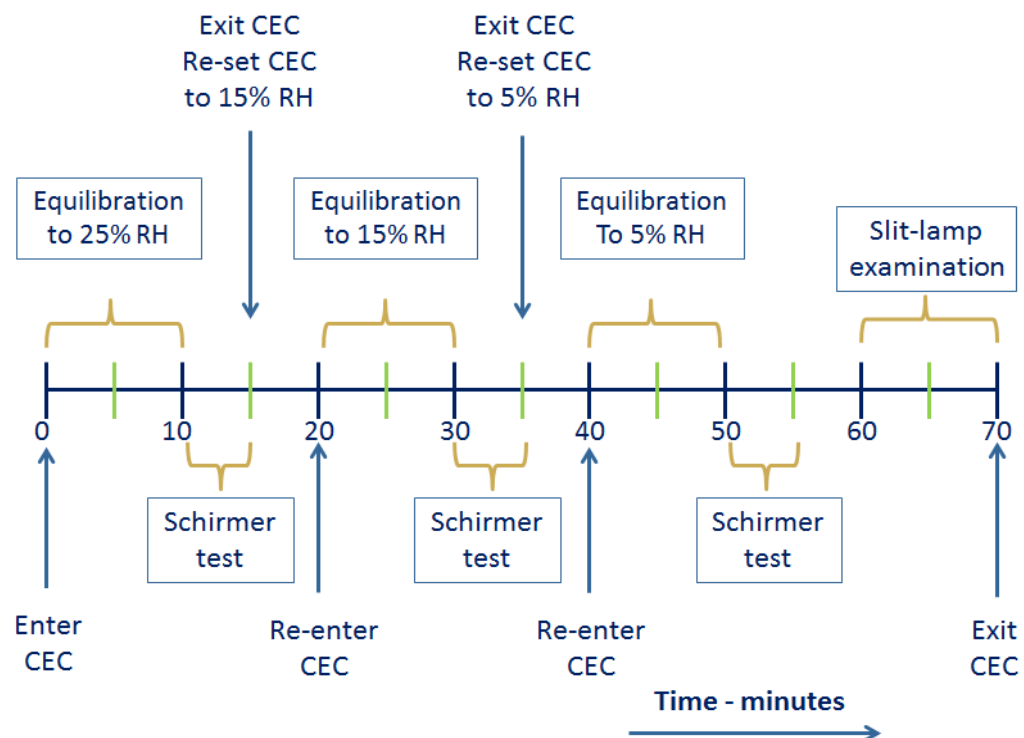 Exit CEC
Re-set CEC
to 15% RH
Exit CEC
Re-set CEC
to 5% RH
Equilibration
to 25% RH
Equilibration
to 15% RH
Equilibration
To 5% RH
Slit-lamp
examination
0 10 20 30 40 50 60 70
Schirmer
test
Schirmer
test
Schirmer
test
Enter
CEC
Re-enter
CEC
Re-enter
CEC
Exit
CEC
Time - minutes